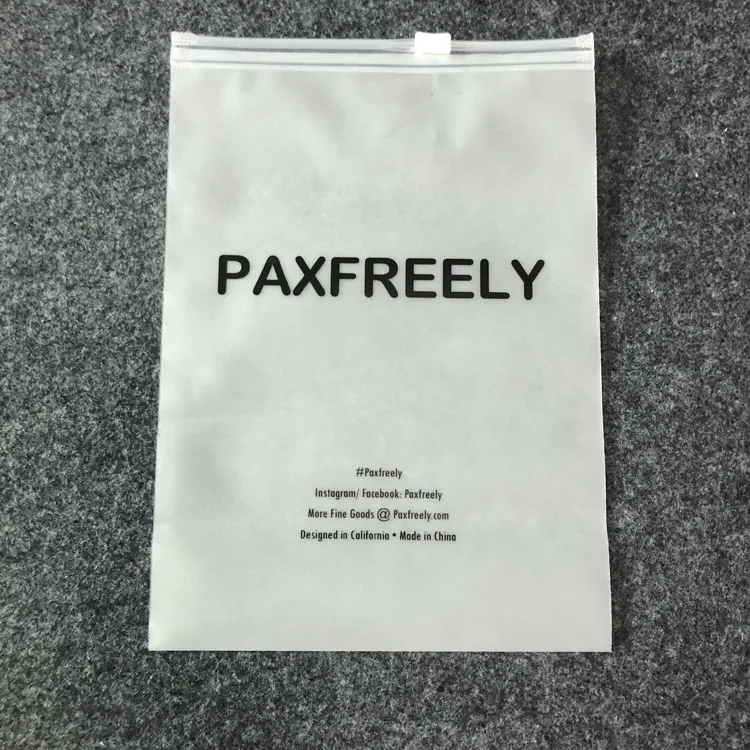 PAXFREELY
#Paxfreely
Instagram/ Facebook: Paxfreely
More Fine Goods @ Paxfreely.com
Designed in California • Made in China